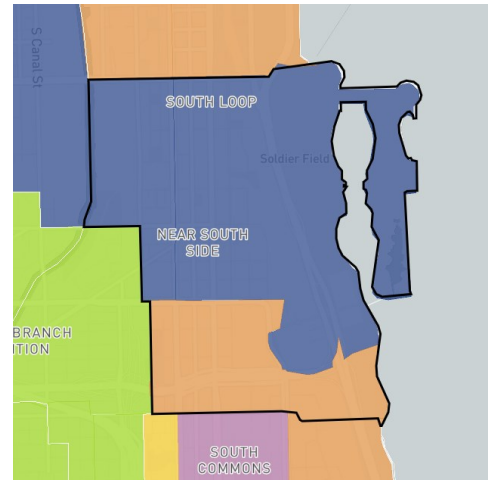 S Canal St
SOUTH LOOP
Soldier Field
NEAR SOUTH
SIDE
BRANCH
ITION
SOUTH
COMMONS